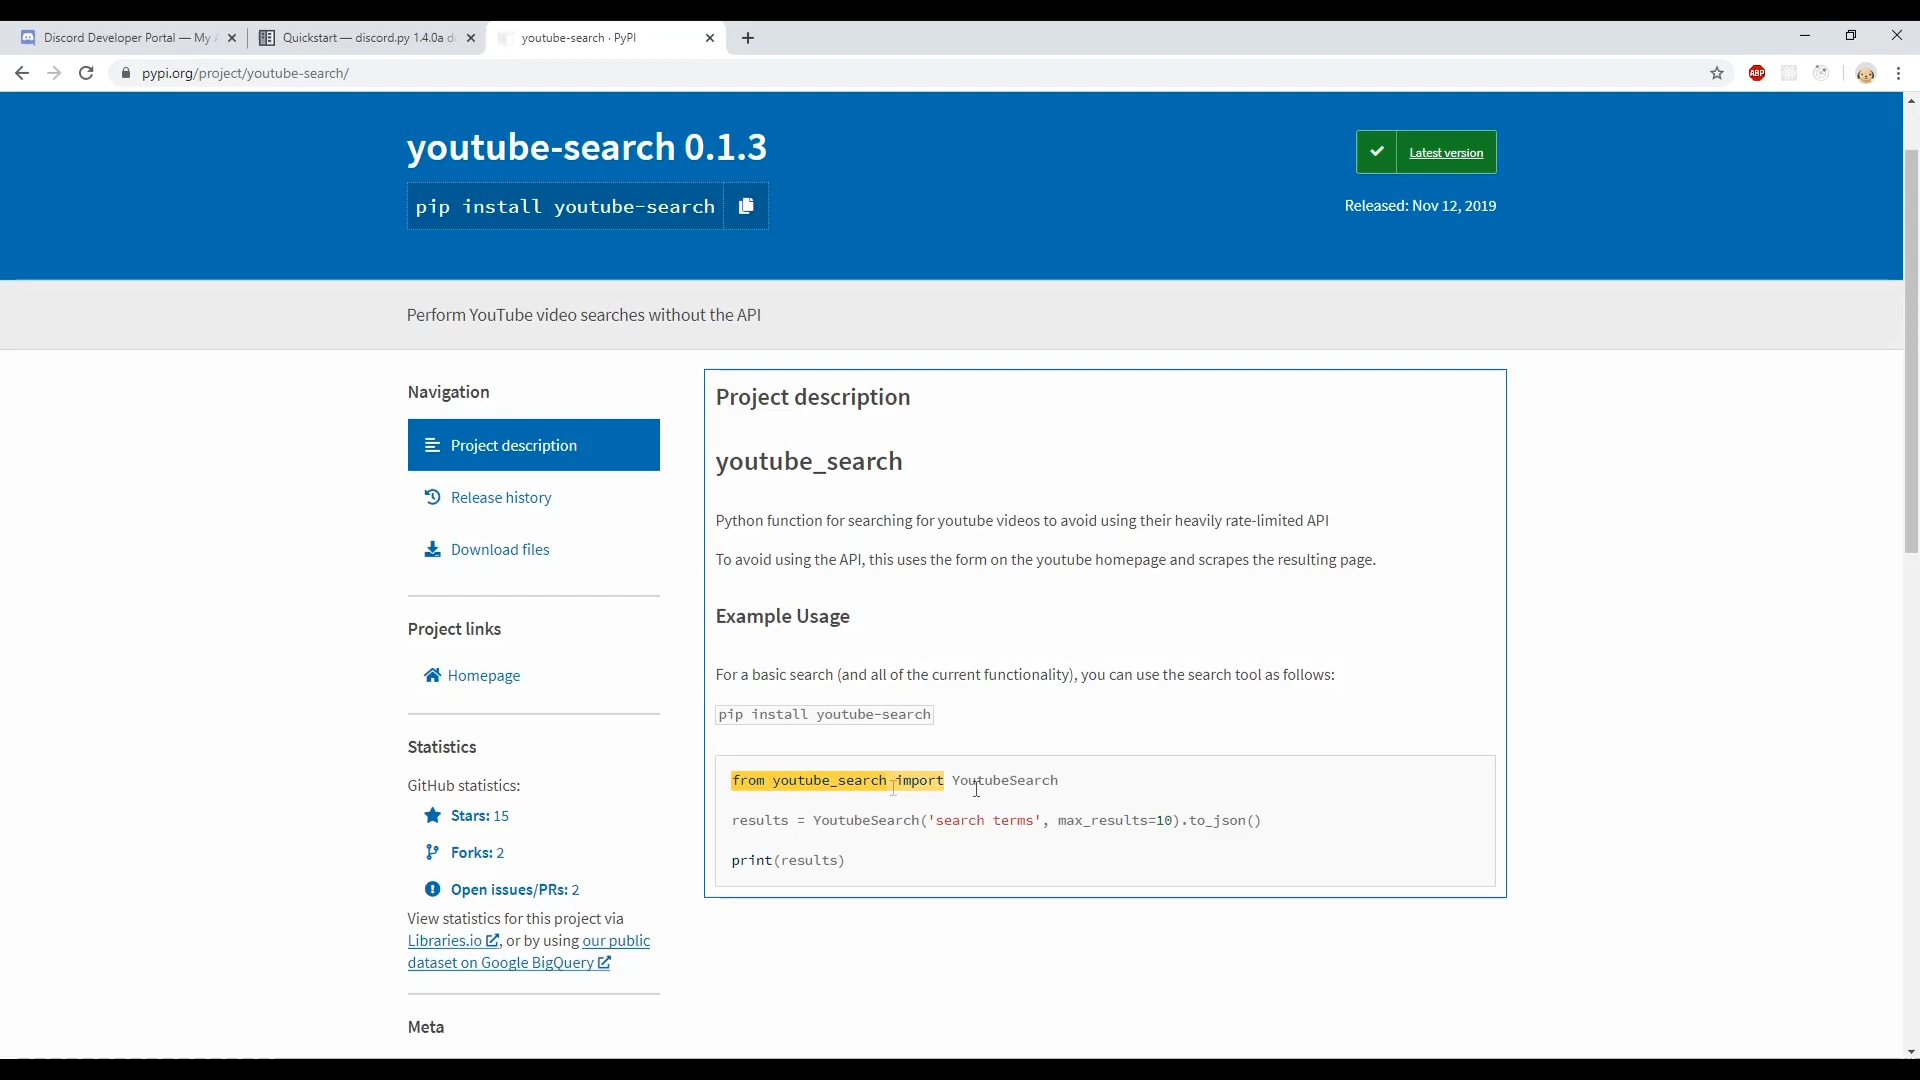 Discord Developer Portal — My A
Quickstart — discord.py 1.4.0a do
youtube-search · PyPI
pypi.org/project/youtube-search/
ABP
youtube-search 0.1.3
Latest version
pip install youtube-search
Released: Nov 12, 2019
Perform YouTube video searches without the API
Navigation
Project description
Release history
Download files
Project links
Homepage
Statistics
GitHub statistics:
Stars: 15
Forks: 2
Open issues/PRs: 2
View statistics for this project via
Libraries.io, or by using our public
dataset on Google BigQuery
Meta
Project description
youtube_search
Python function for searching for youtube videos to avoid using their heavily rate-limited API
To avoid using the API, this uses the form on the youtube homepage and scrapes the resulting page.
Example Usage
For a basic search (and all of the current functionality), you can use the search tool as follows:
pip install youtube-search
from youtube_search import YoutubeSearch
results = YoutubeSearch('search terms', max_results=10).to_json()
print(results)